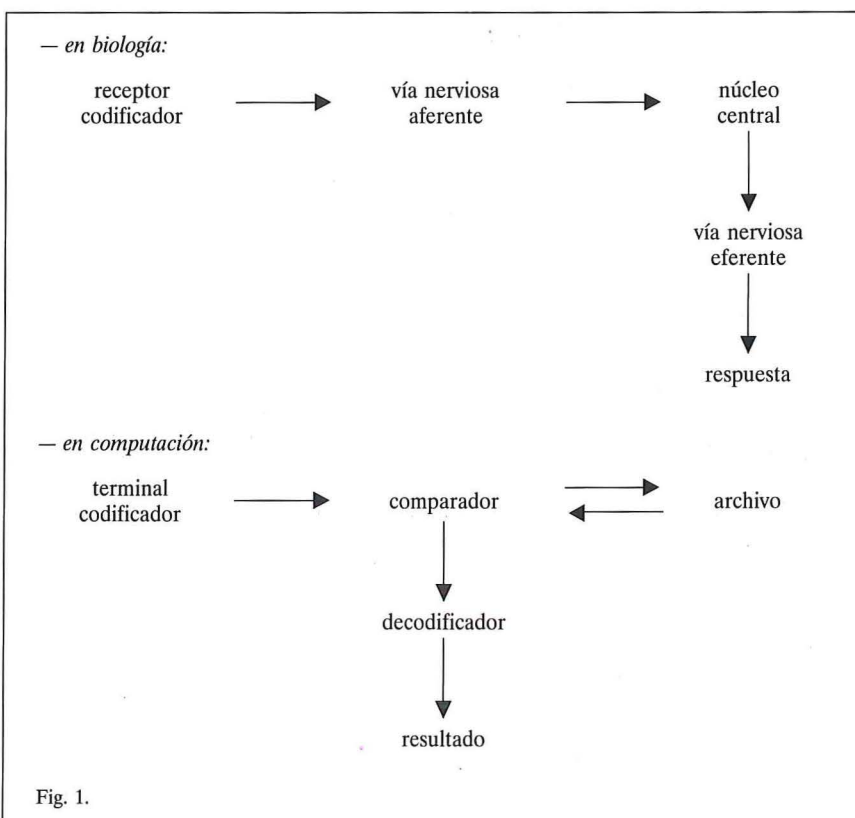 — en biología:
receptor vía nerviosa núcleo
codificador aferente central
vía nerviosa
eferente
respuesta
— en computación:
terminal
codificador comparador archivo
decodificador
resultado
Fig. 1.